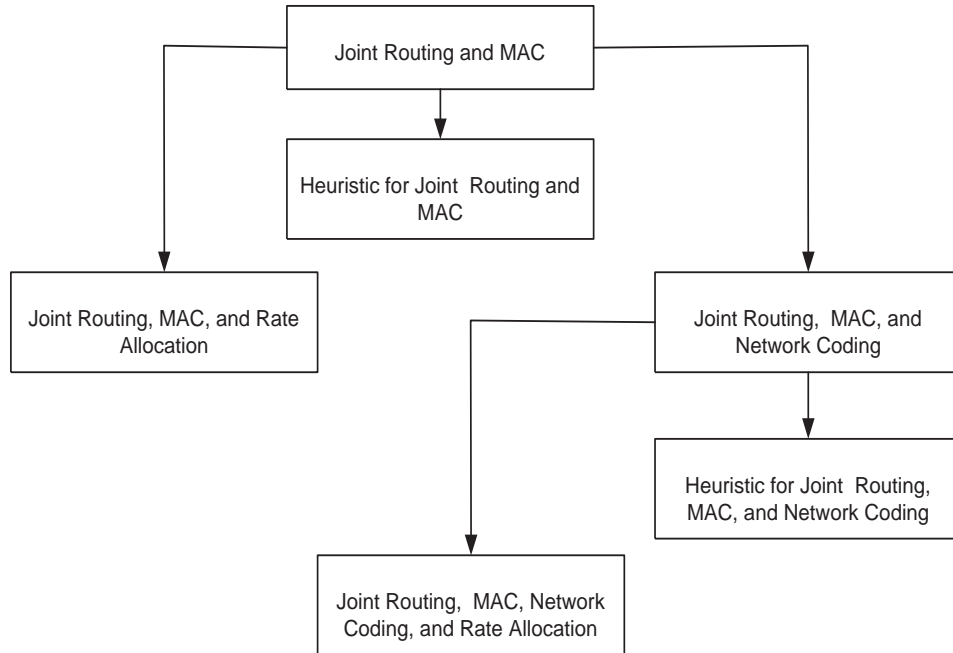 Joint Routing and MAC
Heuristic for Joint Routing and
MAC
Joint Routing, MAC, and Rate
Allocation
Joint Routing, MAC, and
Network Coding
Heuristic for Joint Routing,
MAC, and Network Coding
Joint Routing, MAC, Network
Coding, and Rate Allocation